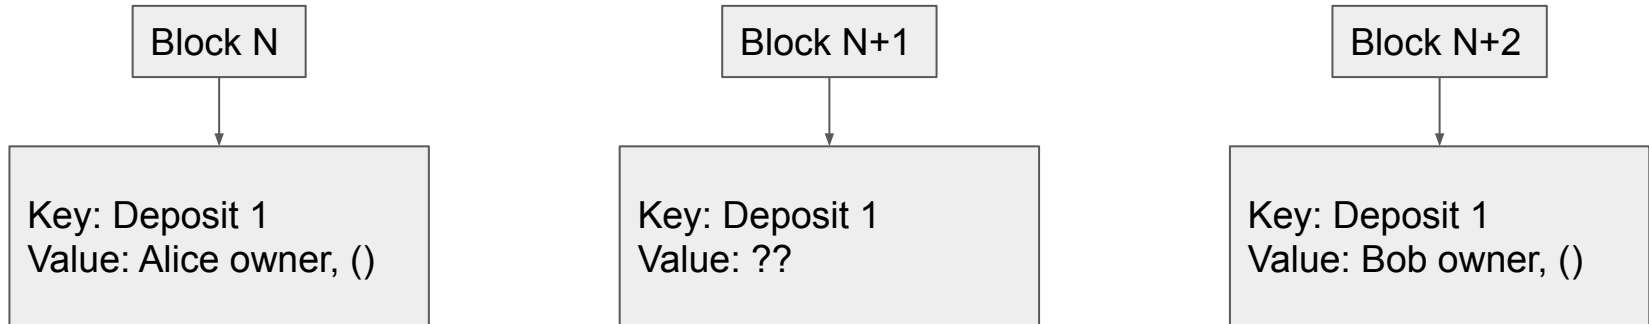 Block N
Block N+1
Block N+2
Key: Deposit 1
Value: Alice owner, ()
Key: Deposit 1
Value: ??
Key: Deposit 1
Value: Bob owner, ()